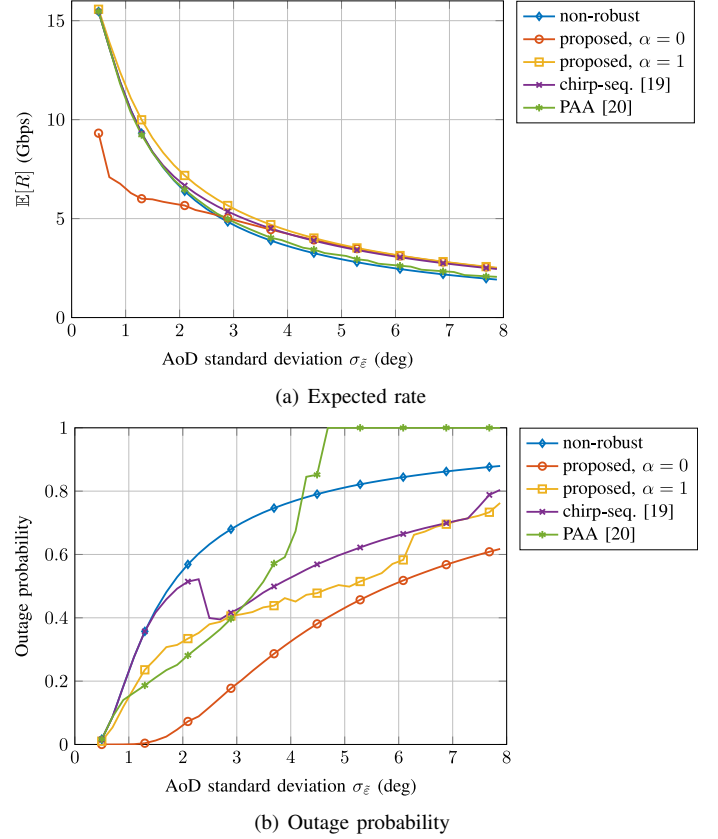 15
10
5
0
0 1 2 3 4 5 6 7 8
𝔼[R] (Gbps)
AoD standard deviation σ_ε̃ (deg)
non-robust
proposed, α = 0
proposed, α = 1
chirp-seq. [19]
PAA [20]
(a) Expected rate
1
0.8
0.6
0.4
0.2
0
0 1 2 3 4 5 6 7 8
Outage probability
AoD standard deviation σ_ε̃ (deg)
non-robust
proposed, α = 0
proposed, α = 1
chirp-seq. [19]
PAA [20]
(b) Outage probability